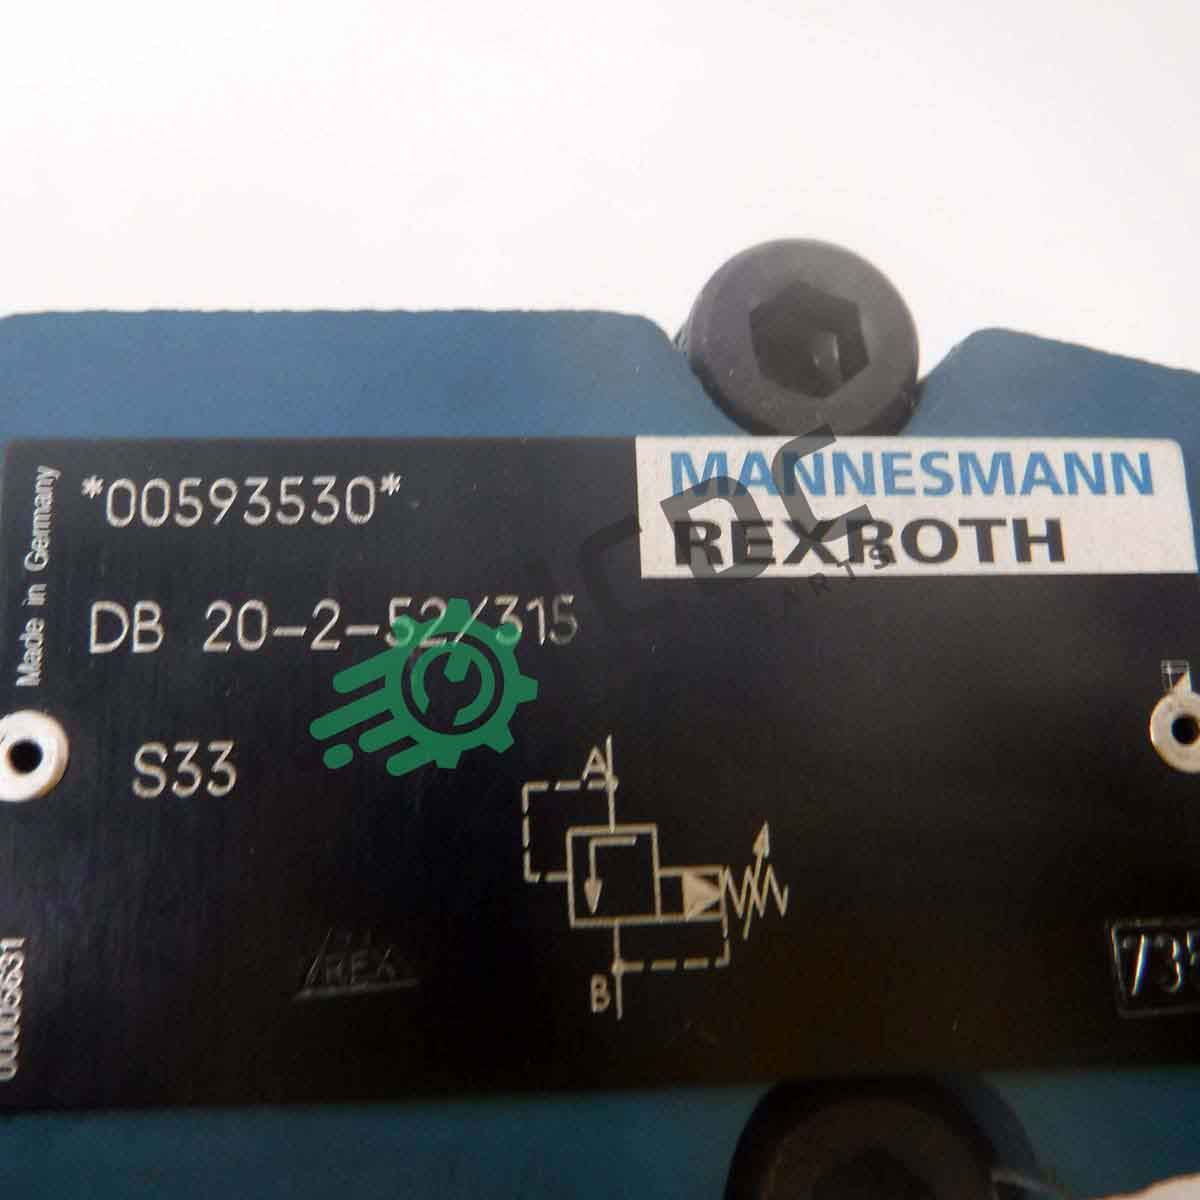 MANNESMANN
REXROTH
*00593530*
DB 20-2-52/315
S33
Made in Germany
A
B
REX